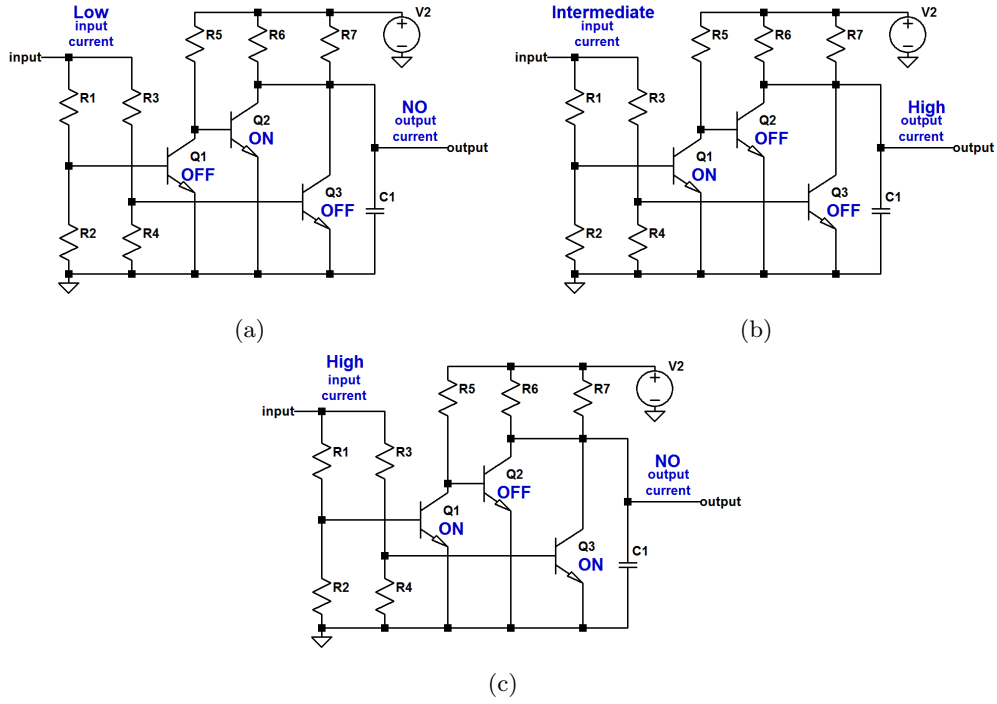 Low
input
current
input
R1
R2
R3
R4
R5
R6
R7
V2
Q1
OFF
Q2
ON
Q3
OFF
C1
NO
output
current
output
(a)
Intermediate
input
current
input
R1
R2
R3
R4
R5
R6
R7
V2
Q1
ON
Q2
OFF
Q3
OFF
C1
High
output
current
output
(b)
High
input
current
input
R1
R2
R3
R4
R5
R6
R7
V2
Q1
ON
Q2
OFF
Q3
ON
C1
NO
output
current
output
(c)